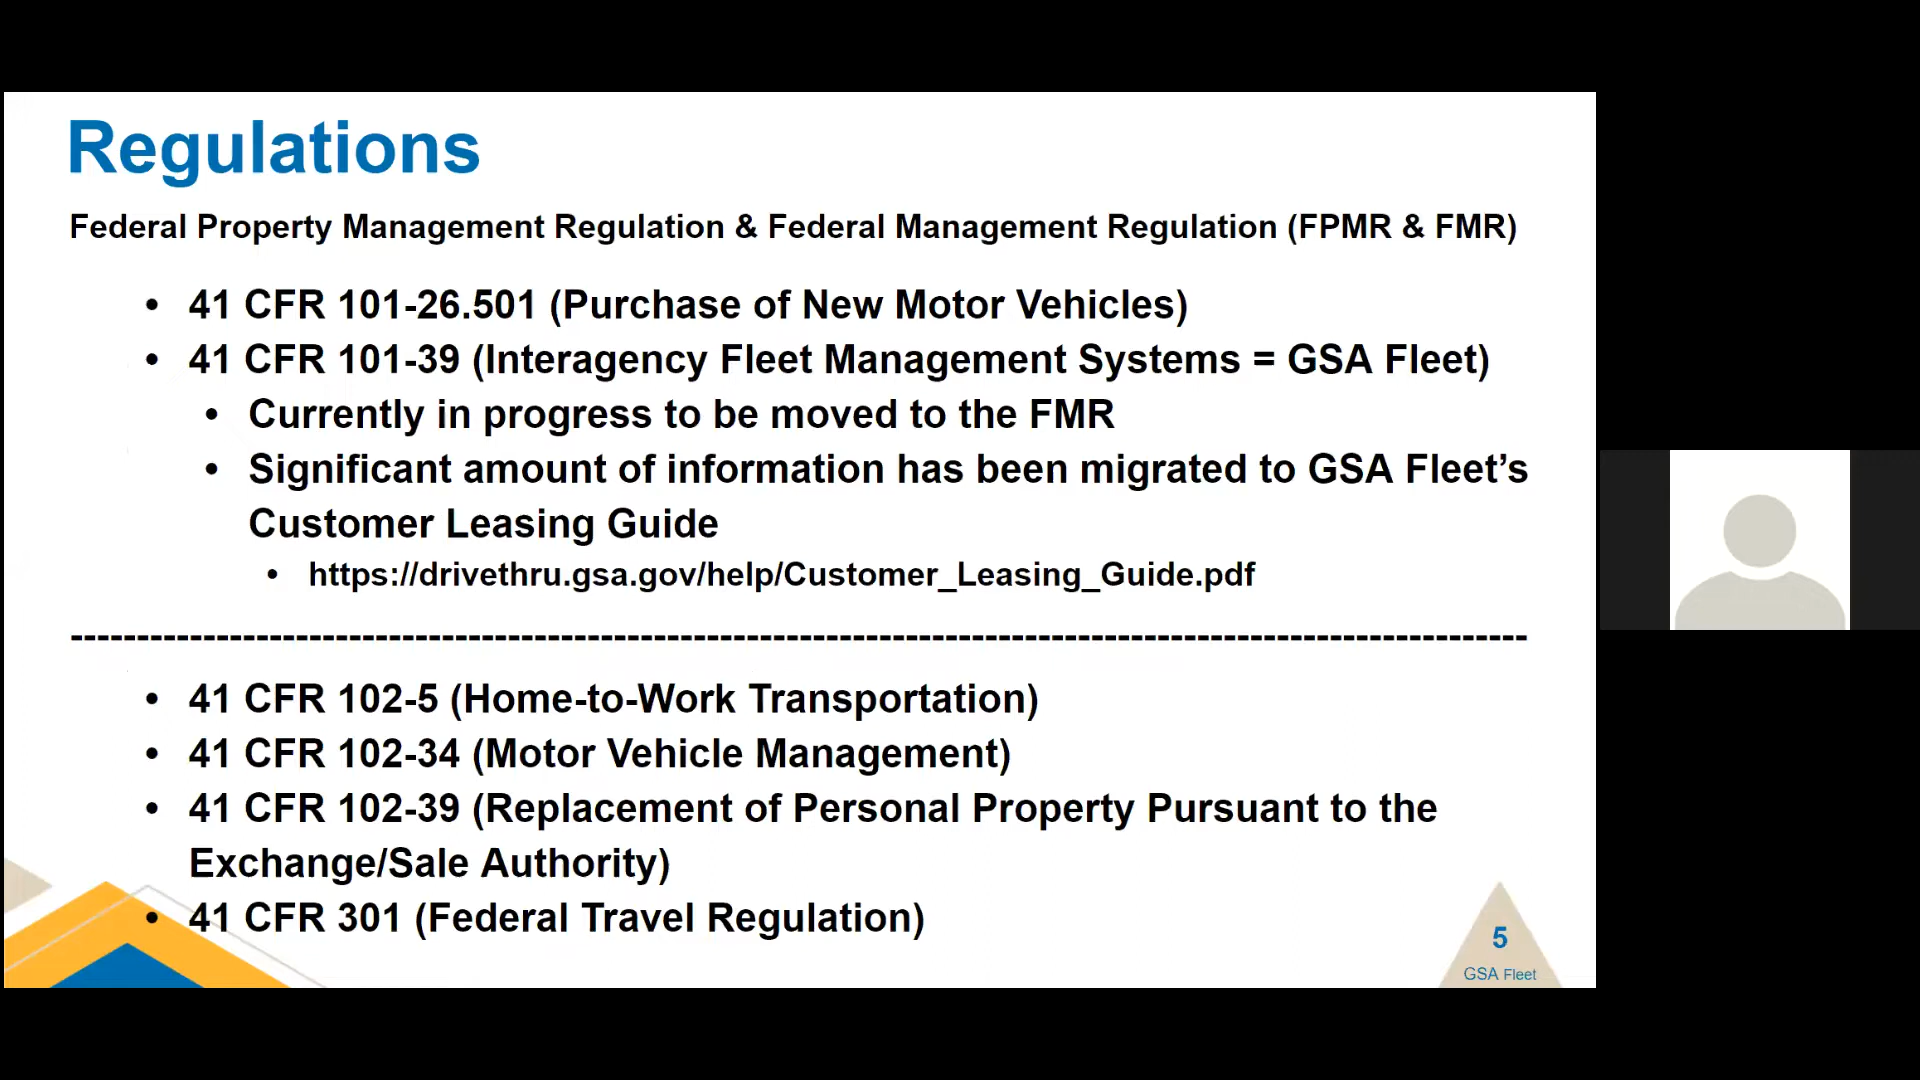 Regulations
Federal Property Management Regulation & Federal Management Regulation (FPMR & FMR)
• 41 CFR 101-26.501 (Purchase of New Motor Vehicles)
• 41 CFR 101-39 (Interagency Fleet Management Systems = GSA Fleet)
• Currently in progress to be moved to the FMR
• Significant amount of information has been migrated to GSA Fleet’s
Customer Leasing Guide
• https://drivethru.gsa.gov/help/Customer_Leasing_Guide.pdf
--------------------------------------------------------------------------------------------------------------
• 41 CFR 102-5 (Home-to-Work Transportation)
• 41 CFR 102-34 (Motor Vehicle Management)
• 41 CFR 102-39 (Replacement of Personal Property Pursuant to the
Exchange/Sale Authority)
• 41 CFR 301 (Federal Travel Regulation)
5
GSA Fleet